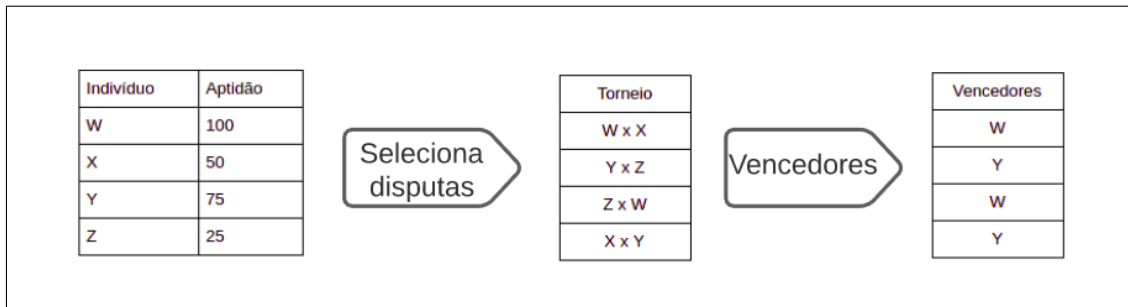 Indivíduo Aptidão
W 100
X 50
Y 75
Z 25
Seleciona
disputas
Torneio
W x X
Y x Z
Z x W
X x Y
Vencedores
Vencedores
W
Y
W
Y